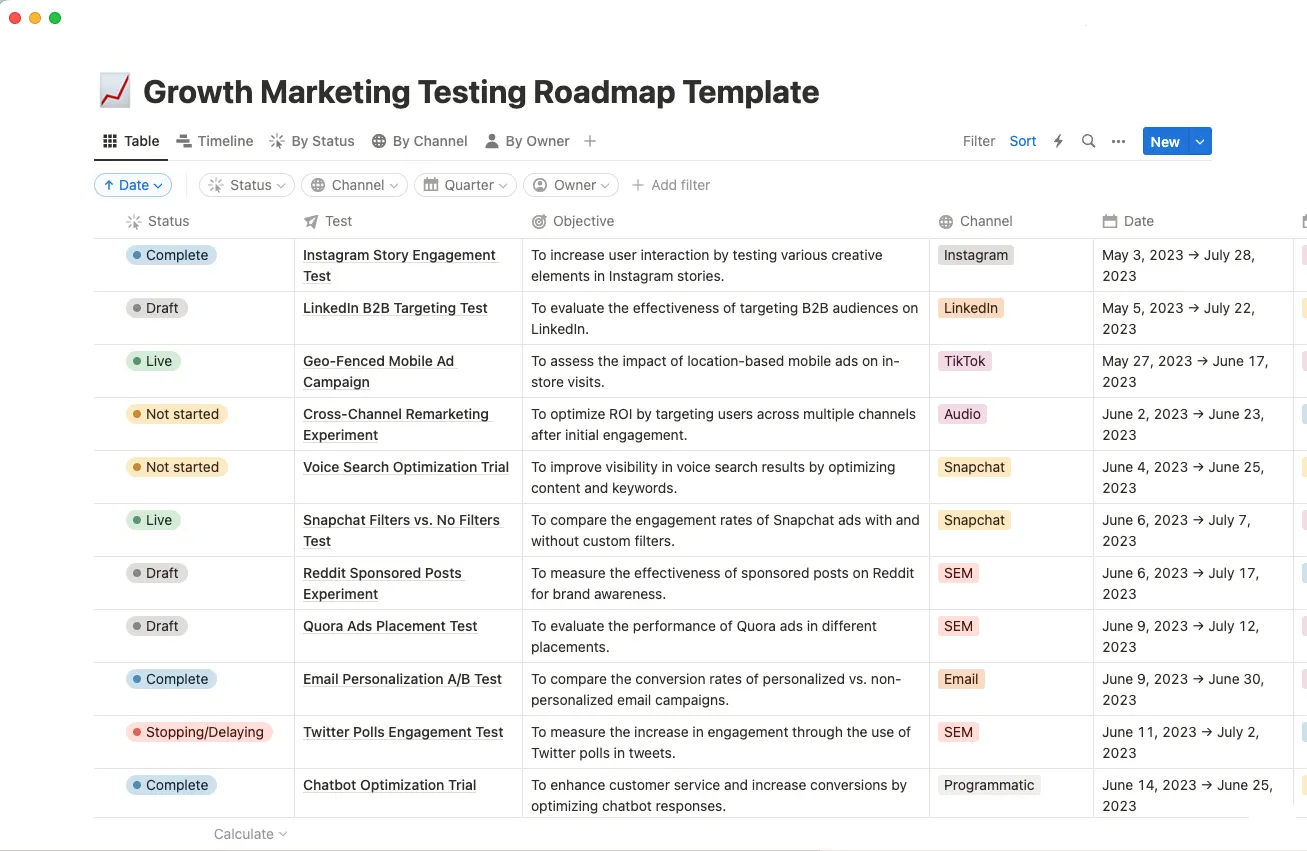 Growth Marketing Testing Roadmap Template
Table Timeline By Status By Channel By Owner Filter Sort New
Date Status Channel Quarter Owner Add filter
Status Test Objective Channel Date
Complete Instagram Story Engagement To increase user interaction by testing various creative Instagram May 3, 2023 → July 28,
Test elements in Instagram stories. 2023
Draft LinkedIn B2B Targeting Test To evaluate the effectiveness of targeting B2B audiences on LinkedIn May 5, 2023 → July 22,
LinkedIn. 2023
Live Geo-Fenced Mobile Ad To assess the impact of location-based mobile ads on in- TikTok May 27, 2023 → June 17,
Campaign store visits. 2023
Not started Cross-Channel Remarketing To optimize ROI by targeting users across multiple channels Audio June 2, 2023 → June 23,
Experiment after initial engagement. 2023
Not started Voice Search Optimization Trial To improve visibility in voice search results by optimizing Snapchat June 4, 2023 → June 25,
content and keywords. 2023
Live Snapchat Filters vs. No Filters To compare the engagement rates of Snapchat ads with and Snapchat June 6, 2023 → July 7,
Test without custom filters. 2023
Draft Reddit Sponsored Posts To measure the effectiveness of sponsored posts on Reddit SEM June 6, 2023 → July 17,
Experiment for brand awareness. 2023
Draft Quora Ads Placement Test To evaluate the performance of Quora ads in different SEM June 9, 2023 → July 12,
placements. 2023
Complete Email Personalization A/B Test To compare the conversion rates of personalized vs. non- Email June 9, 2023 → June 30,
personalized email campaigns. 2023
Stopping/Delaying Twitter Polls Engagement Test To measure the increase in engagement through the use of SEM June 11, 2023 → July 2,
Twitter polls in tweets. 2023
Complete Chatbot Optimization Trial To enhance customer service and increase conversions by Programmatic June 14, 2023 → June 25,
optimizing chatbot responses. 2023
Calculate